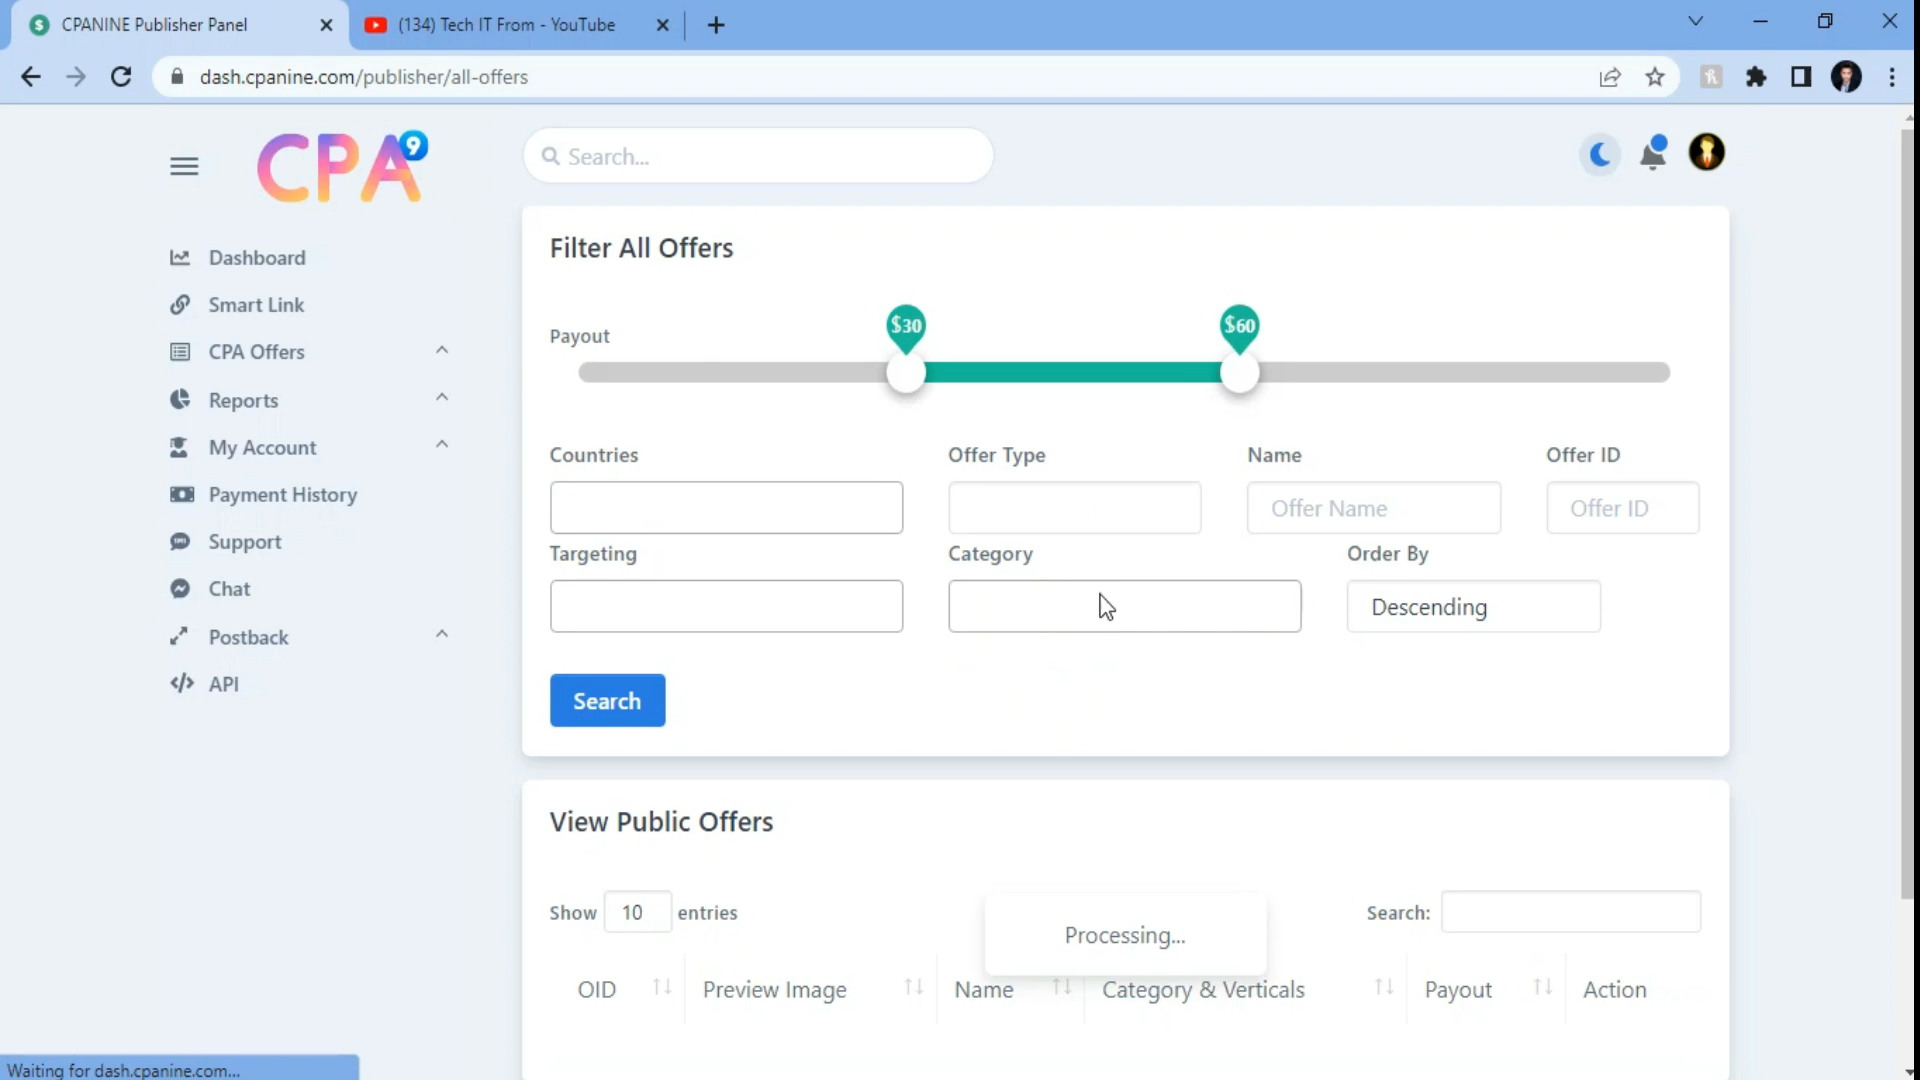 CPANINE Publisher Panel
(134) Tech IT From - YouTube
dash.cpanine.com/publisher/all-offers
CPA 9
Search...
Dashboard
Smart Link
CPA Offers
Reports
My Account
Payment History
Support
Chat
Postback
API
Filter All Offers
Payout
$30 $60
Countries Offer Type Name Offer ID
Offer Name Offer ID
Targeting Category Order By
Descending
Search
View Public Offers
Show 10 entries
Search:
Processing...
OID Preview Image Name Category & Verticals Payout Action
Waiting for dash.cpanine.com...